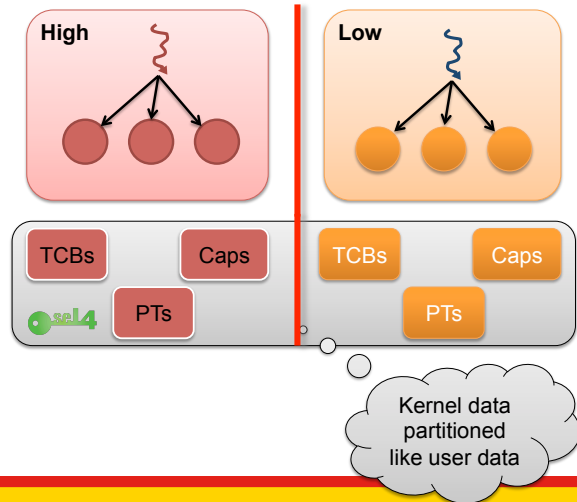 High
Low
TCBs
Caps
PTs
seL4
TCBs
Caps
PTs
Kernel data
partitioned
like user data